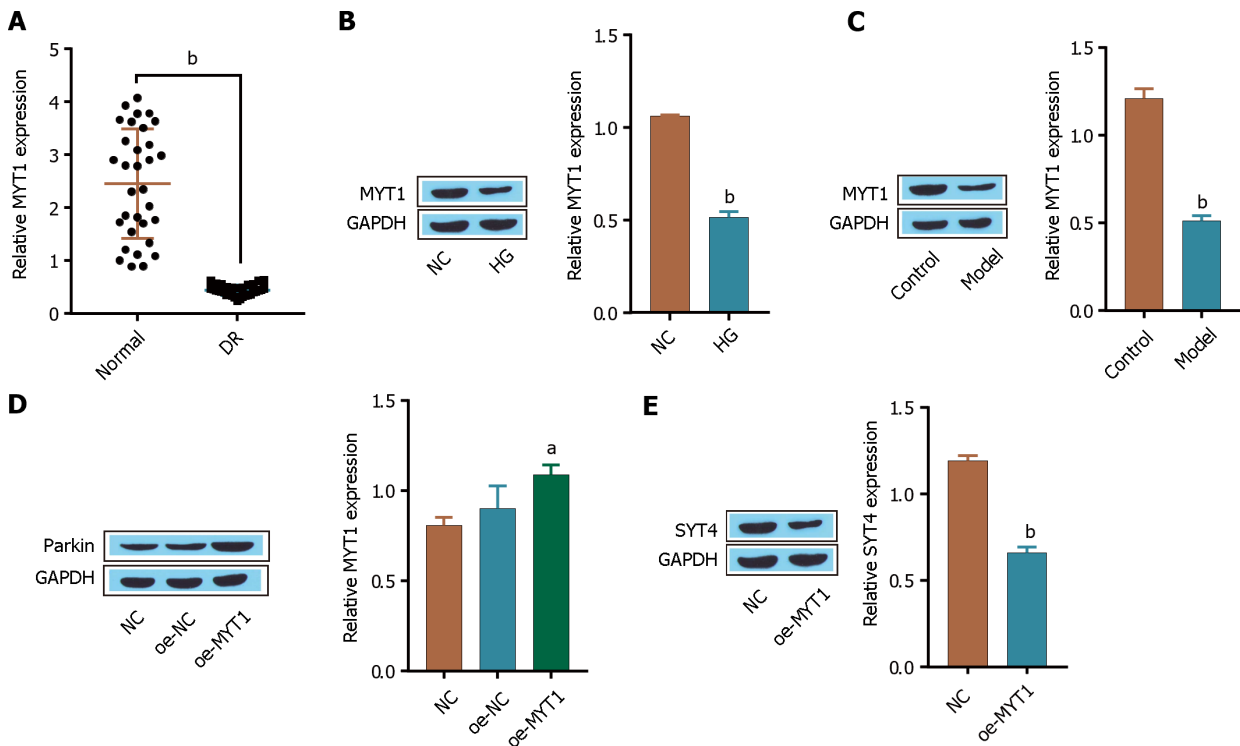 A
Relative MYT1 expression
5
4
3
2
1
0
b
Normal
DR
B
MYT1
GAPDH
NC
HG
Relative MYT1 expression
1.5
1.0
0.5
0.0
b
NC
HG
C
MYT1
GAPDH
Control
Model
Relative MYT1 expression
1.5
1.0
0.5
0.0
b
Control
Model
D
Parkin
GAPDH
NC
oe-NC
oe-MYT1
Relative MYT1 expression
1.5
1.0
0.5
0.0
a
NC
oe-NC
oe-MYT1
E
SYT4
GAPDH
NC
oe-MYT1
Relative SYT4 expression
1.5
1.0
0.5
0.0
b
NC
oe-MYT1